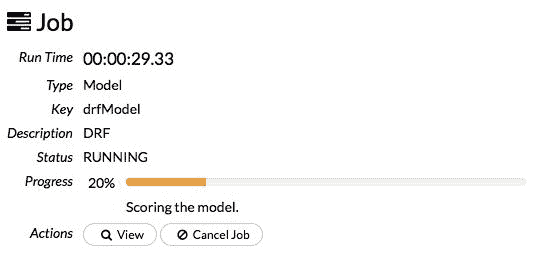 Job
Run Time 00:00:29.33
Type Model
Key drfModel
Description DRF
Status RUNNING
Progress 20%
Scoring the model.
Actions View Cancel Job